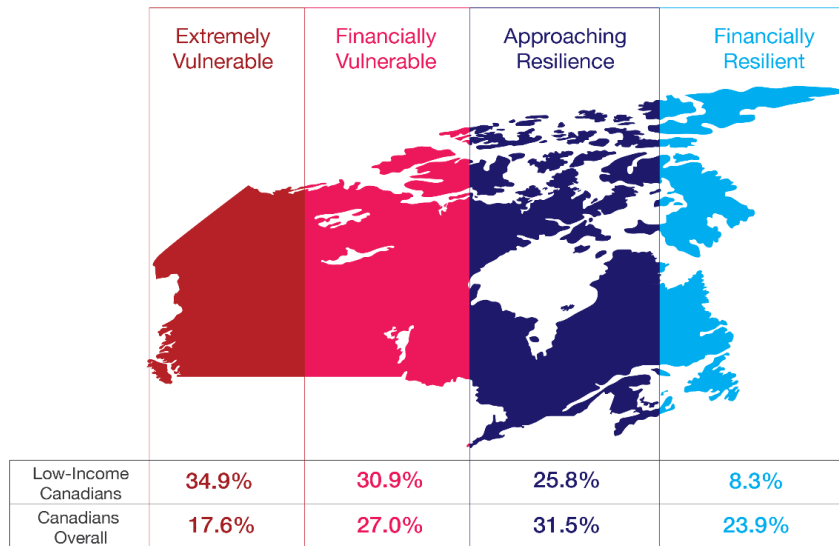 Extremely
Vulnerable
Financially
Vulnerable
Approaching
Resilience
Financially
Resilient
Low-Income
Canadians
34.9%
30.9%
25.8%
8.3%
Canadians
Overall
17.6%
27.0%
31.5%
23.9%